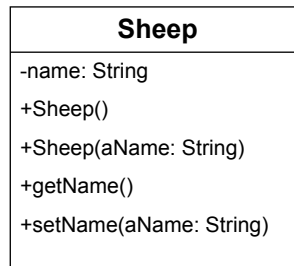 Sheep
-name: String
+Sheep()
+Sheep(aName: String)
+getName()
+setName(aName: String)